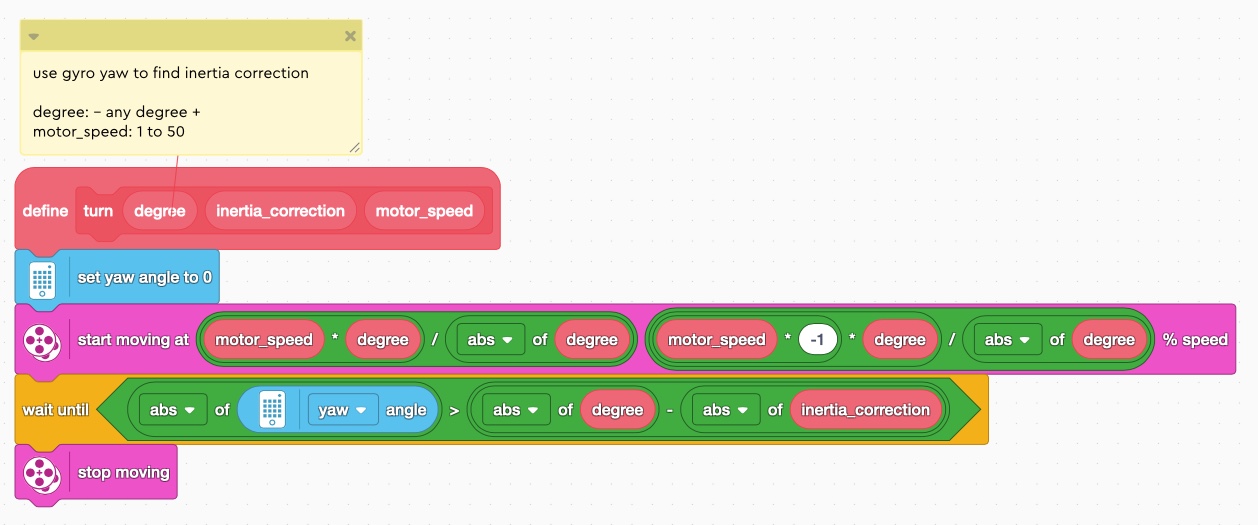 use gyro yaw to find inertia correction
degree: - any degree +
motor_speed: 1 to 50
define turn degree inertia_correction motor_speed
set yaw angle to 0
start moving at motor_speed * degree / abs of degree motor_speed * -1 * degree / abs of degree % speed
wait until abs of yaw angle > abs of degree - abs of inertia_correction
stop moving